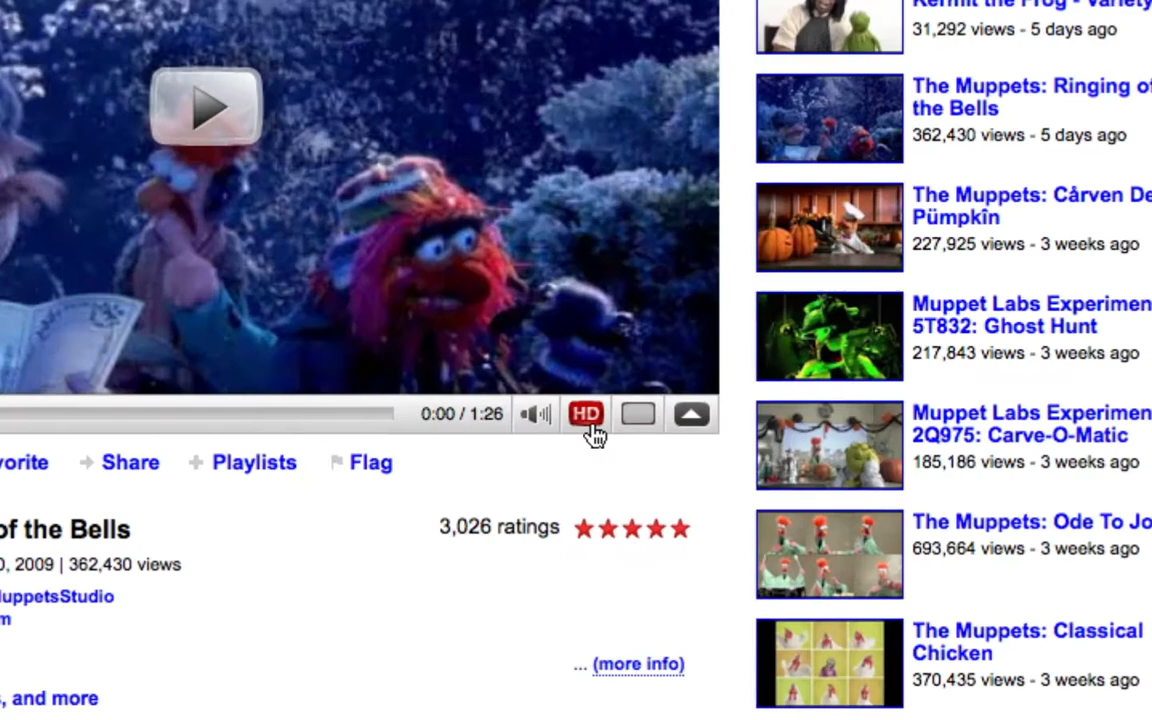 Kermit the Frog - Variety
31,292 views - 5 days ago
The Muppets: Ringing of
the Bells
362,430 views - 5 days ago
The Muppets: Cårven De
Pümpkîn
227,925 views - 3 weeks ago
Muppet Labs Experimen
5T832: Ghost Hunt
217,843 views - 3 weeks ago
Muppet Labs Experimen
2Q975: Carve-O-Matic
185,186 views - 3 weeks ago
The Muppets: Ode To Jo
693,664 views - 3 weeks ago
The Muppets: Classical
Chicken
370,435 views - 3 weeks ago
0:00 / 1:26 HD
vorite Share Playlists Flag
of the Bells
3,026 ratings
0, 2009 | 362,430 views
MuppetsStudio
m
... (more info)
s, and more